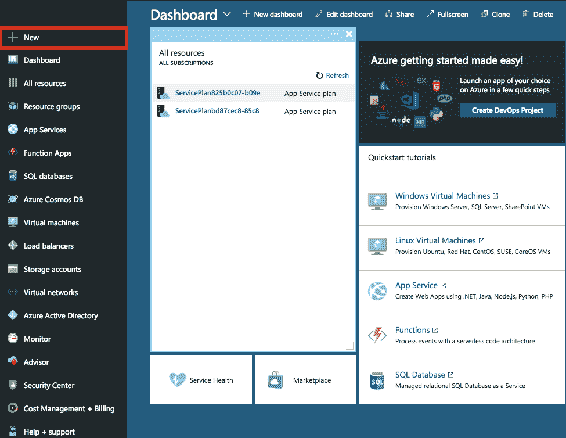 New
Dashboard
All resources
Resource groups
App Services
Function Apps
SQL databases
Azure Cosmos DB
Virtual machines
Load balancers
Storage accounts
Virtual networks
Azure Active Directory
Monitor
Advisor
Security Center
Cost Management + Billing
Help + support
Dashboard
+ New dashboard
Edit dashboard
Share
Fullscreen
Clone
Delete
All resources
ALL SUBSCRIPTIONS
Refresh
App Service plan
App Service plan
Service Health
Marketplace
Azure getting started made easy!
Launch an app of your choice
on Azure in a few quick steps
Create DevOps Project
node
Quickstart tutorials
Windows Virtual Machines
Provision Windows Server, SQL Server, SharePoint VMs
Linux Virtual Machines
Provision Ubuntu, Red Hat, CentOS, SUSE, CoreOS VMs
App Service
Create Web Apps using .NET, Java, Node.js, Python, PHP
Functions
Process events with a serverless code architecture
SQL Database
Managed relational SQL Database as a Service